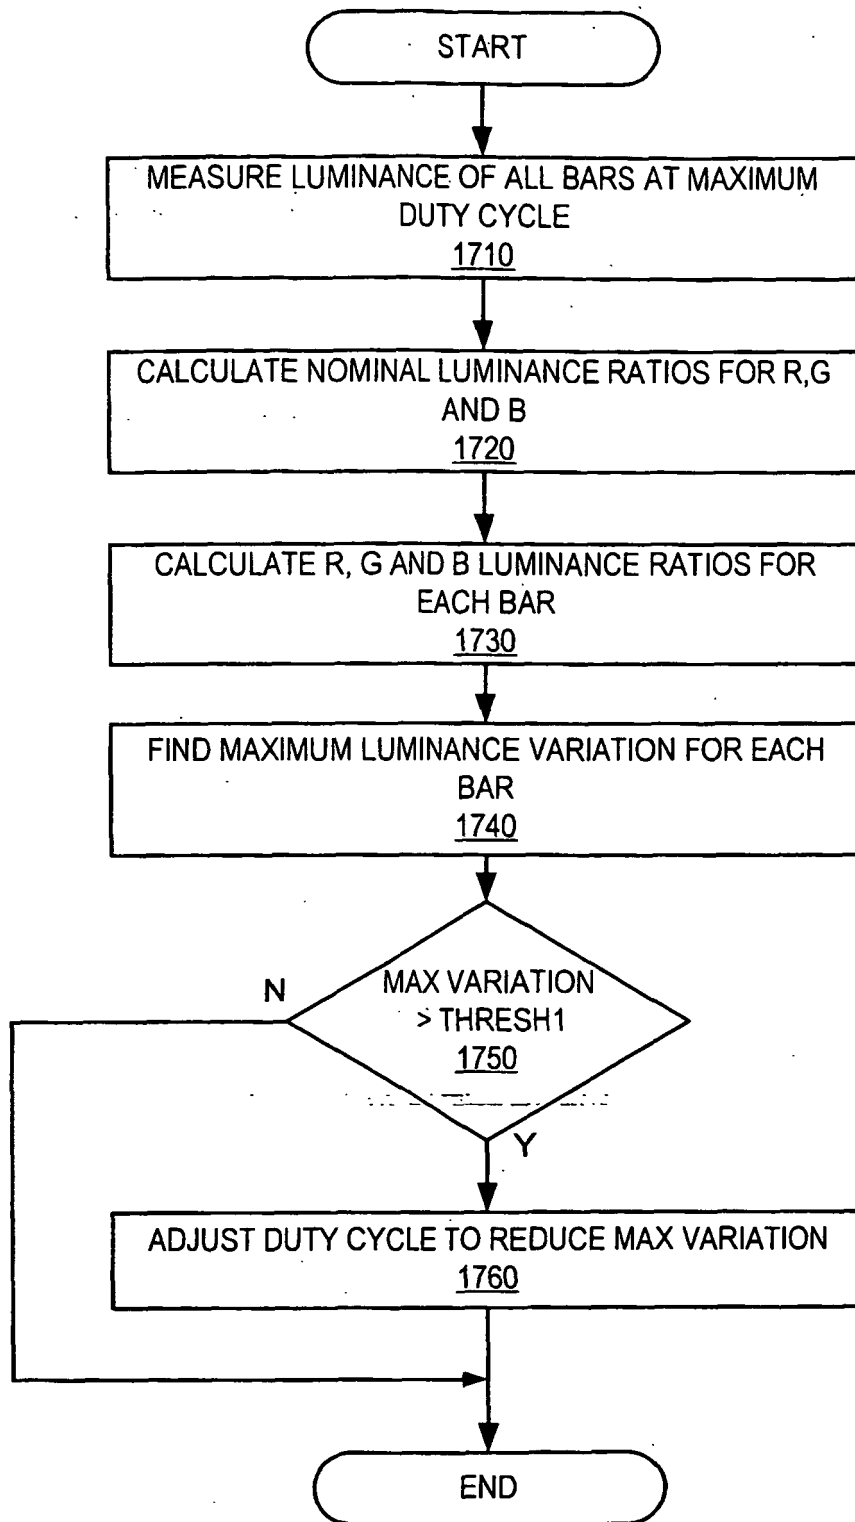 START
MEASURE LUMINANCE OF ALL BARS AT MAXIMUM
DUTY CYCLE
1710
CALCULATE NOMINAL LUMINANCE RATIOS FOR R,G
AND B
1720
CALCULATE R, G AND B LUMINANCE RATIOS FOR
EACH BAR
1730
FIND MAXIMUM LUMINANCE VARIATION FOR EACH
BAR
1740
N
MAX VARIATION
> THRESH1
1750
Y
ADJUST DUTY CYCLE TO REDUCE MAX VARIATION
1760
END